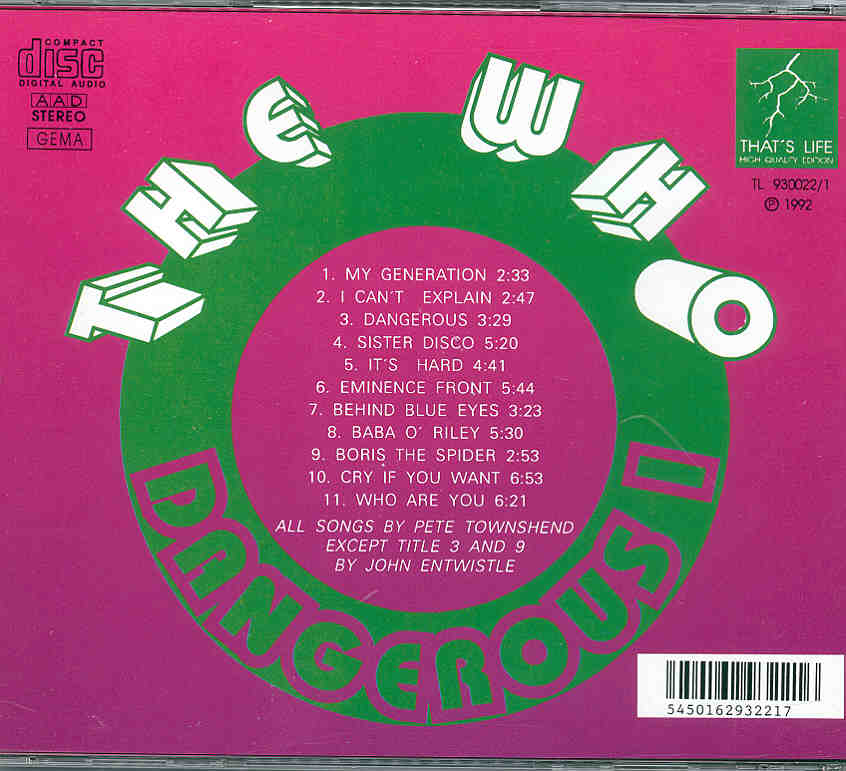 COMPACT
disc
DIGITAL AUDIO
AAD
STEREO
GEMA
THE WHO
THAT'S LIFE
HIGH QUALITY EDITION
TL 930022/1
℗ 1992
1. MY GENERATION 2:33
2. I CAN'T EXPLAIN 2:47
3. DANGEROUS 3:29
4. SISTER DISCO 5:20
5. IT'S HARD 4:41
6. EMINENCE FRONT 5:44
7. BEHIND BLUE EYES 3:23
8. BABA O' RILEY 5:30
9. BORIS THE SPIDER 2:53
10. CRY IF YOU WANT 6:53
11. WHO ARE YOU 6:21
ALL SONGS BY PETE TOWNSHEND
EXCEPT TITLE 3 AND 9
BY JOHN ENTWISTLE
DANGEROUS I
5450162932217